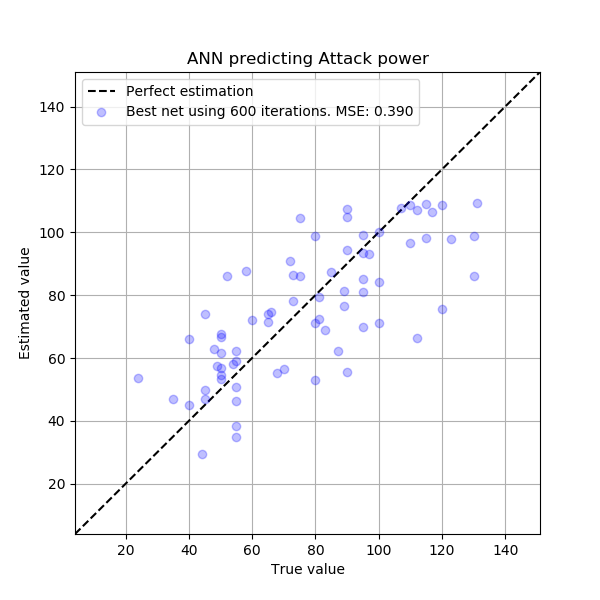 ANN predicting Attack power
Perfect estimation
Best net using 600 iterations. MSE: 0.390
140
120
100
80
60
40
20
Estimated value
20 40 60 80 100 120 140
True value